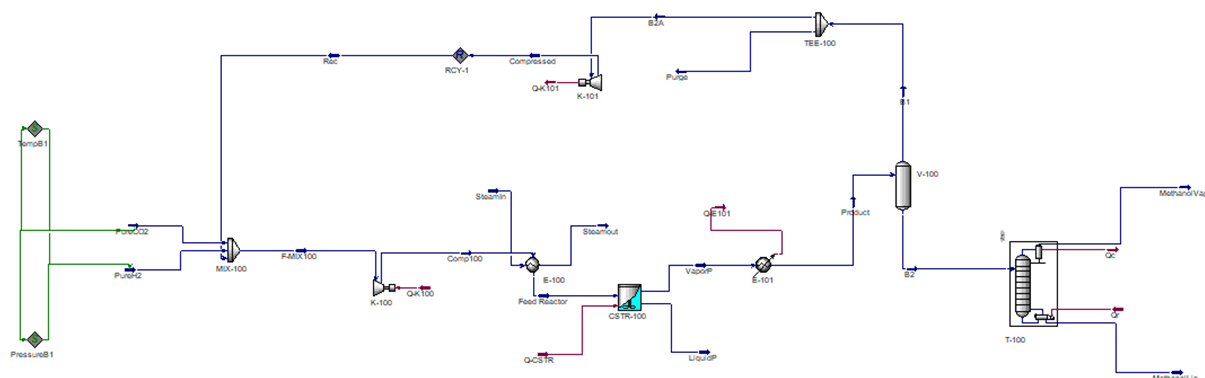 B2A
TEE-100
Rec
RCY-1
Compressed
Q-K101
K-101
Purge
B1
TempB1
V-100
SteamIn
MethanolVap
Q-E101
PureCO2
Steamout
Product
Qc
F-MIX100
Comp100
VaporP
MIX-100
PureH2
E-100
E-101
B2
K-100
Q-K100
Feed Reactor
CSTR-100
Qr
T-100
PressureB1
Q-CSTR
LiquidP